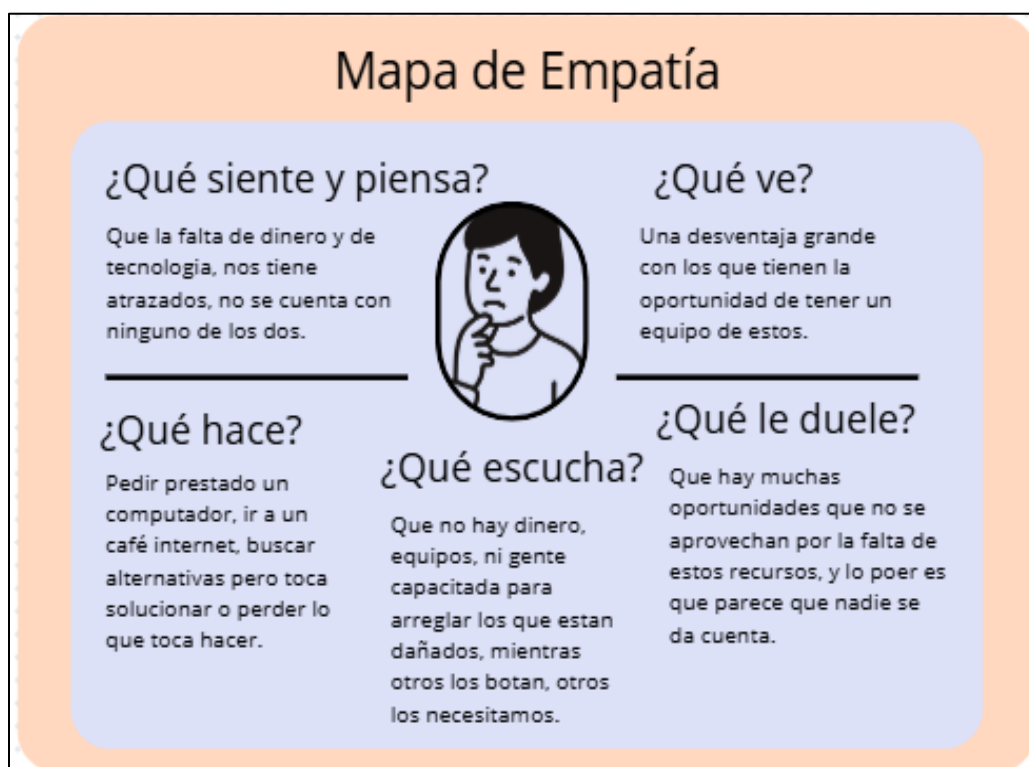 Mapa de Empatía
¿Qué siente y piensa?
Que la falta de dinero y de
tecnologia, nos tiene
atrazados, no se cuenta con
ninguno de los dos.
¿Qué ve?
Una desventaja grande
con los que tienen la
oportunidad de tener un
equipo de estos.
¿Qué hace?
Pedir prestado un
computador, ir a un
café internet, buscar
alternativas pero toca
solucionar o perder lo
que toca hacer.
¿Qué escucha?
Que no hay dinero,
equipos, ni gente
capacitada para
arreglar los que estan
dañados, mientras
otros los botan, otros
los necesitamos.
¿Qué le duele?
Que hay muchas
oportunidades que no se
aprovechan por la falta de
estos recursos, y lo poer es
que parece que nadie se
da cuenta.